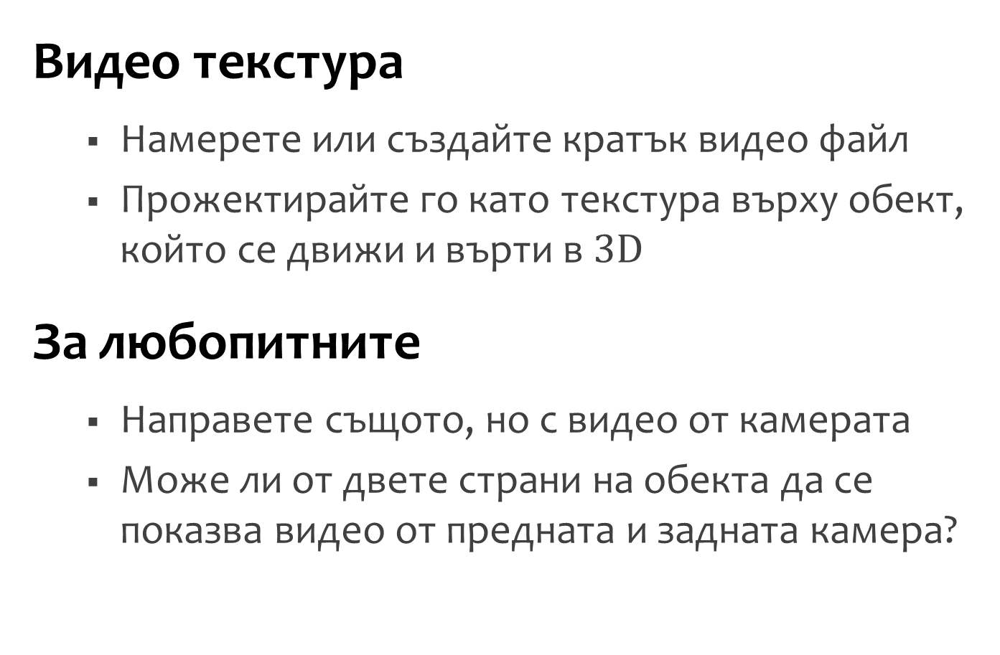 Видео текстура
▪ Намерете или създайте кратък видео файл
▪ Прожектирайте го като текстура върху обект,
който се движи и върти в 3D
За любопитните
▪ Направете същото, но с видео от камерата
▪ Може ли от двете страни на обекта да се
показва видео от предната и задната камера?